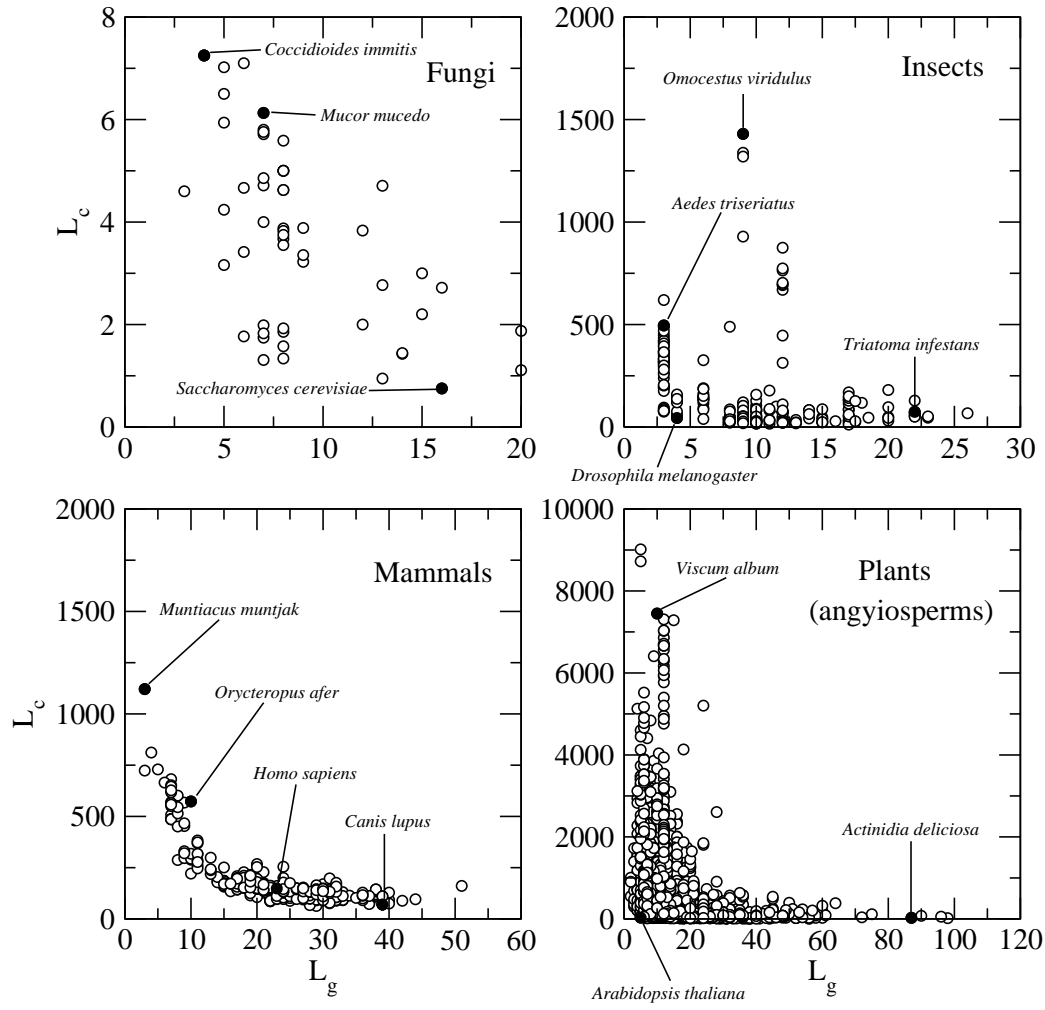 8
6
4
2
0
L_c
0
5
10
15
20
Fungi
Coccidioides immitis
Mucor mucedo
Saccharomyces cerevisiae
2000
1500
1000
500
0
0
5
10
15
20
25
30
Insects
Omocestus viridulus
Aedes triseriatus
Triatoma infestans
Drosophila melanogaster
2000
1500
1000
500
0
L_c
0
10
20
30
40
50
60
L_g
Mammals
Muntiacus muntjak
Orycteropus afer
Homo sapiens
Canis lupus
10000
8000
6000
4000
2000
0
0
20
40
60
80
100
120
L_g
Plants
(angyiosperms)
Viscum album
Actinidia deliciosa
Arabidopsis thaliana